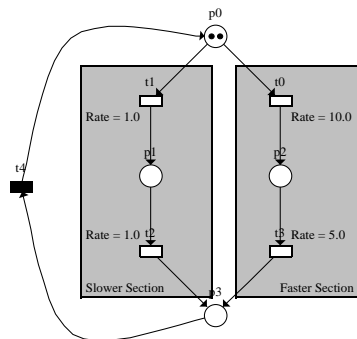 p0
t1
t0
Rate = 1.0
Rate = 10.0
p1
p2
t4
Rate = 1.0
t2
t3
Rate = 5.0
Slower Section
Faster Section
p3